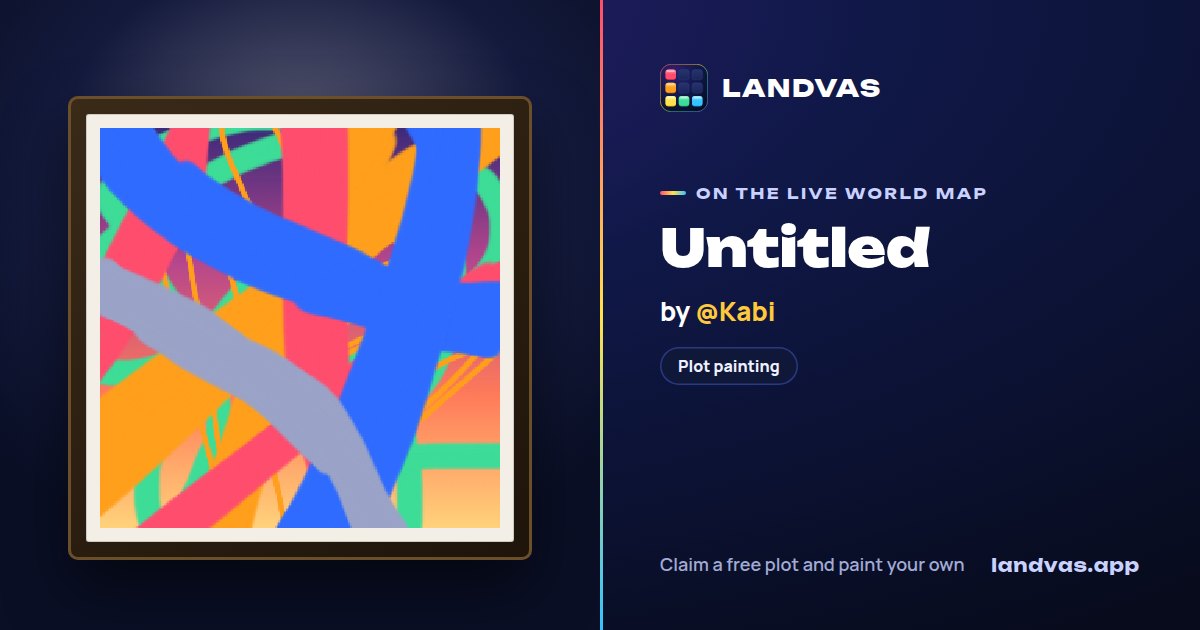 LANDVAS
ON THE LIVE WORLD MAP
Untitled
by @Kabi
Plot painting
Claim a free plot and paint your own landvas.app